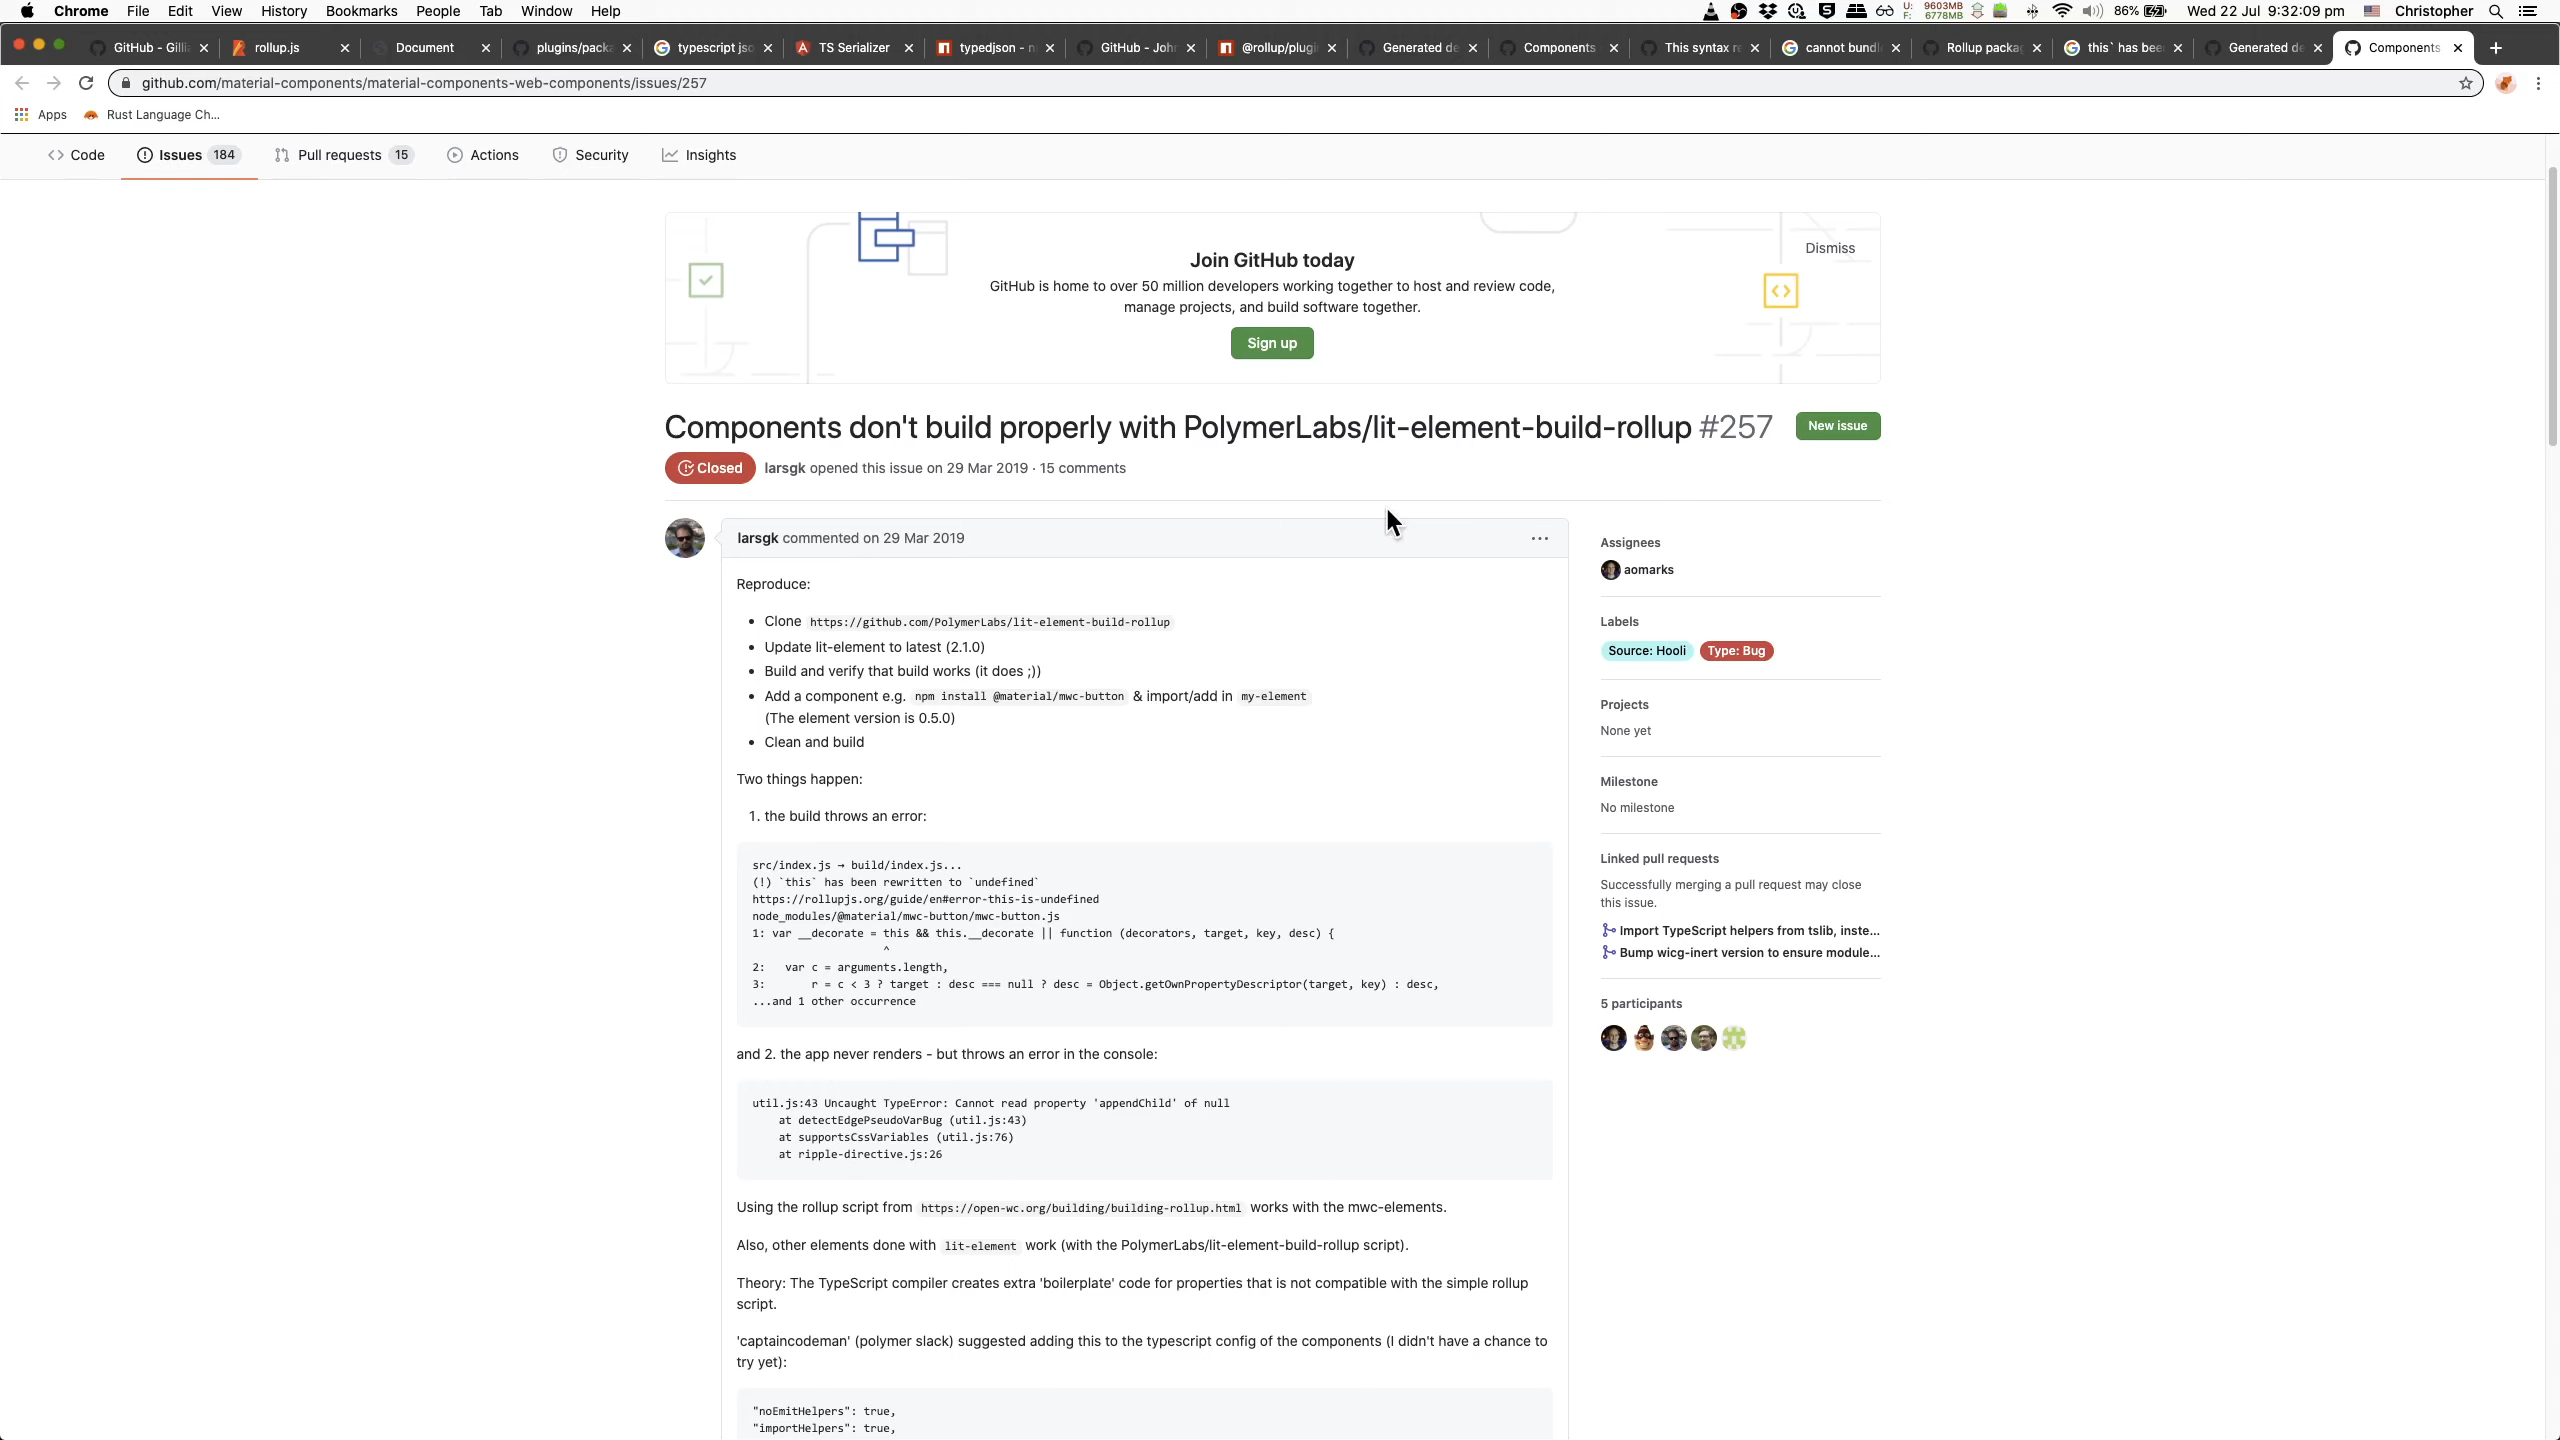 Chrome File Edit View History Bookmarks People Tab Window Help
U: 9603MB
F: 6778MB
86% Wed 22 Jul 9:32:09 pm Christopher
GitHub - Gillia rollup.js Document plugins/packa typescript jso TS Serializer typedjson - n GitHub - John @rollup/plugi Generated de Components This syntax re cannot bundl Rollup packag this` has bee Generated de Components
github.com/material-components/material-components-web-components/issues/257
Apps Rust Language Ch...
Code Issues 184 Pull requests 15 Actions Security Insights
Dismiss
Join GitHub today
GitHub is home to over 50 million developers working together to host and review code,
manage projects, and build software together.
Sign up
Components don't build properly with PolymerLabs/lit-element-build-rollup #257 New issue
Closed larsgk opened this issue on 29 Mar 2019 · 15 comments
larsgk commented on 29 Mar 2019 ...
Reproduce:
• Clone https://github.com/PolymerLabs/lit-element-build-rollup
• Update lit-element to latest (2.1.0)
• Build and verify that build works (it does ;))
• Add a component e.g. npm install @material/mwc-button & import/add in my-element
(The element version is 0.5.0)
• Clean and build
Two things happen:
1. the build throws an error:
src/index.js → build/index.js...
(!) `this` has been rewritten to `undefined`
https://rollupjs.org/guide/en#error-this-is-undefined
node_modules/@material/mwc-button/mwc-button.js
1: var __decorate = this && this.__decorate || function (decorators, target, key, desc) {
^
2: var c = arguments.length,
3: r = c < 3 ? target : desc === null ? desc = Object.getOwnPropertyDescriptor(target, key) : desc,
...and 1 other occurrence
and 2. the app never renders - but throws an error in the console:
util.js:43 Uncaught TypeError: Cannot read property 'appendChild' of null
at detectEdgePseudoVarBug (util.js:43)
at supportsCssVariables (util.js:76)
at ripple-directive.js:26
Using the rollup script from https://open-wc.org/building/building-rollup.html works with the mwc-elements.
Also, other elements done with lit-element work (with the PolymerLabs/lit-element-build-rollup script).
Theory: The TypeScript compiler creates extra 'boilerplate' code for properties that is not compatible with the simple rollup
script.
'captaincodeman' (polymer slack) suggested adding this to the typescript config of the components (I didn't have a chance to
try yet):
"noEmitHelpers": true,
"importHelpers": true,
Assignees
aomarks
Labels
Source: Hooli Type: Bug
Projects
None yet
Milestone
No milestone
Linked pull requests
Successfully merging a pull request may close
this issue.
Import TypeScript helpers from tslib, inste...
Bump wicg-inert version to ensure module...
5 participants